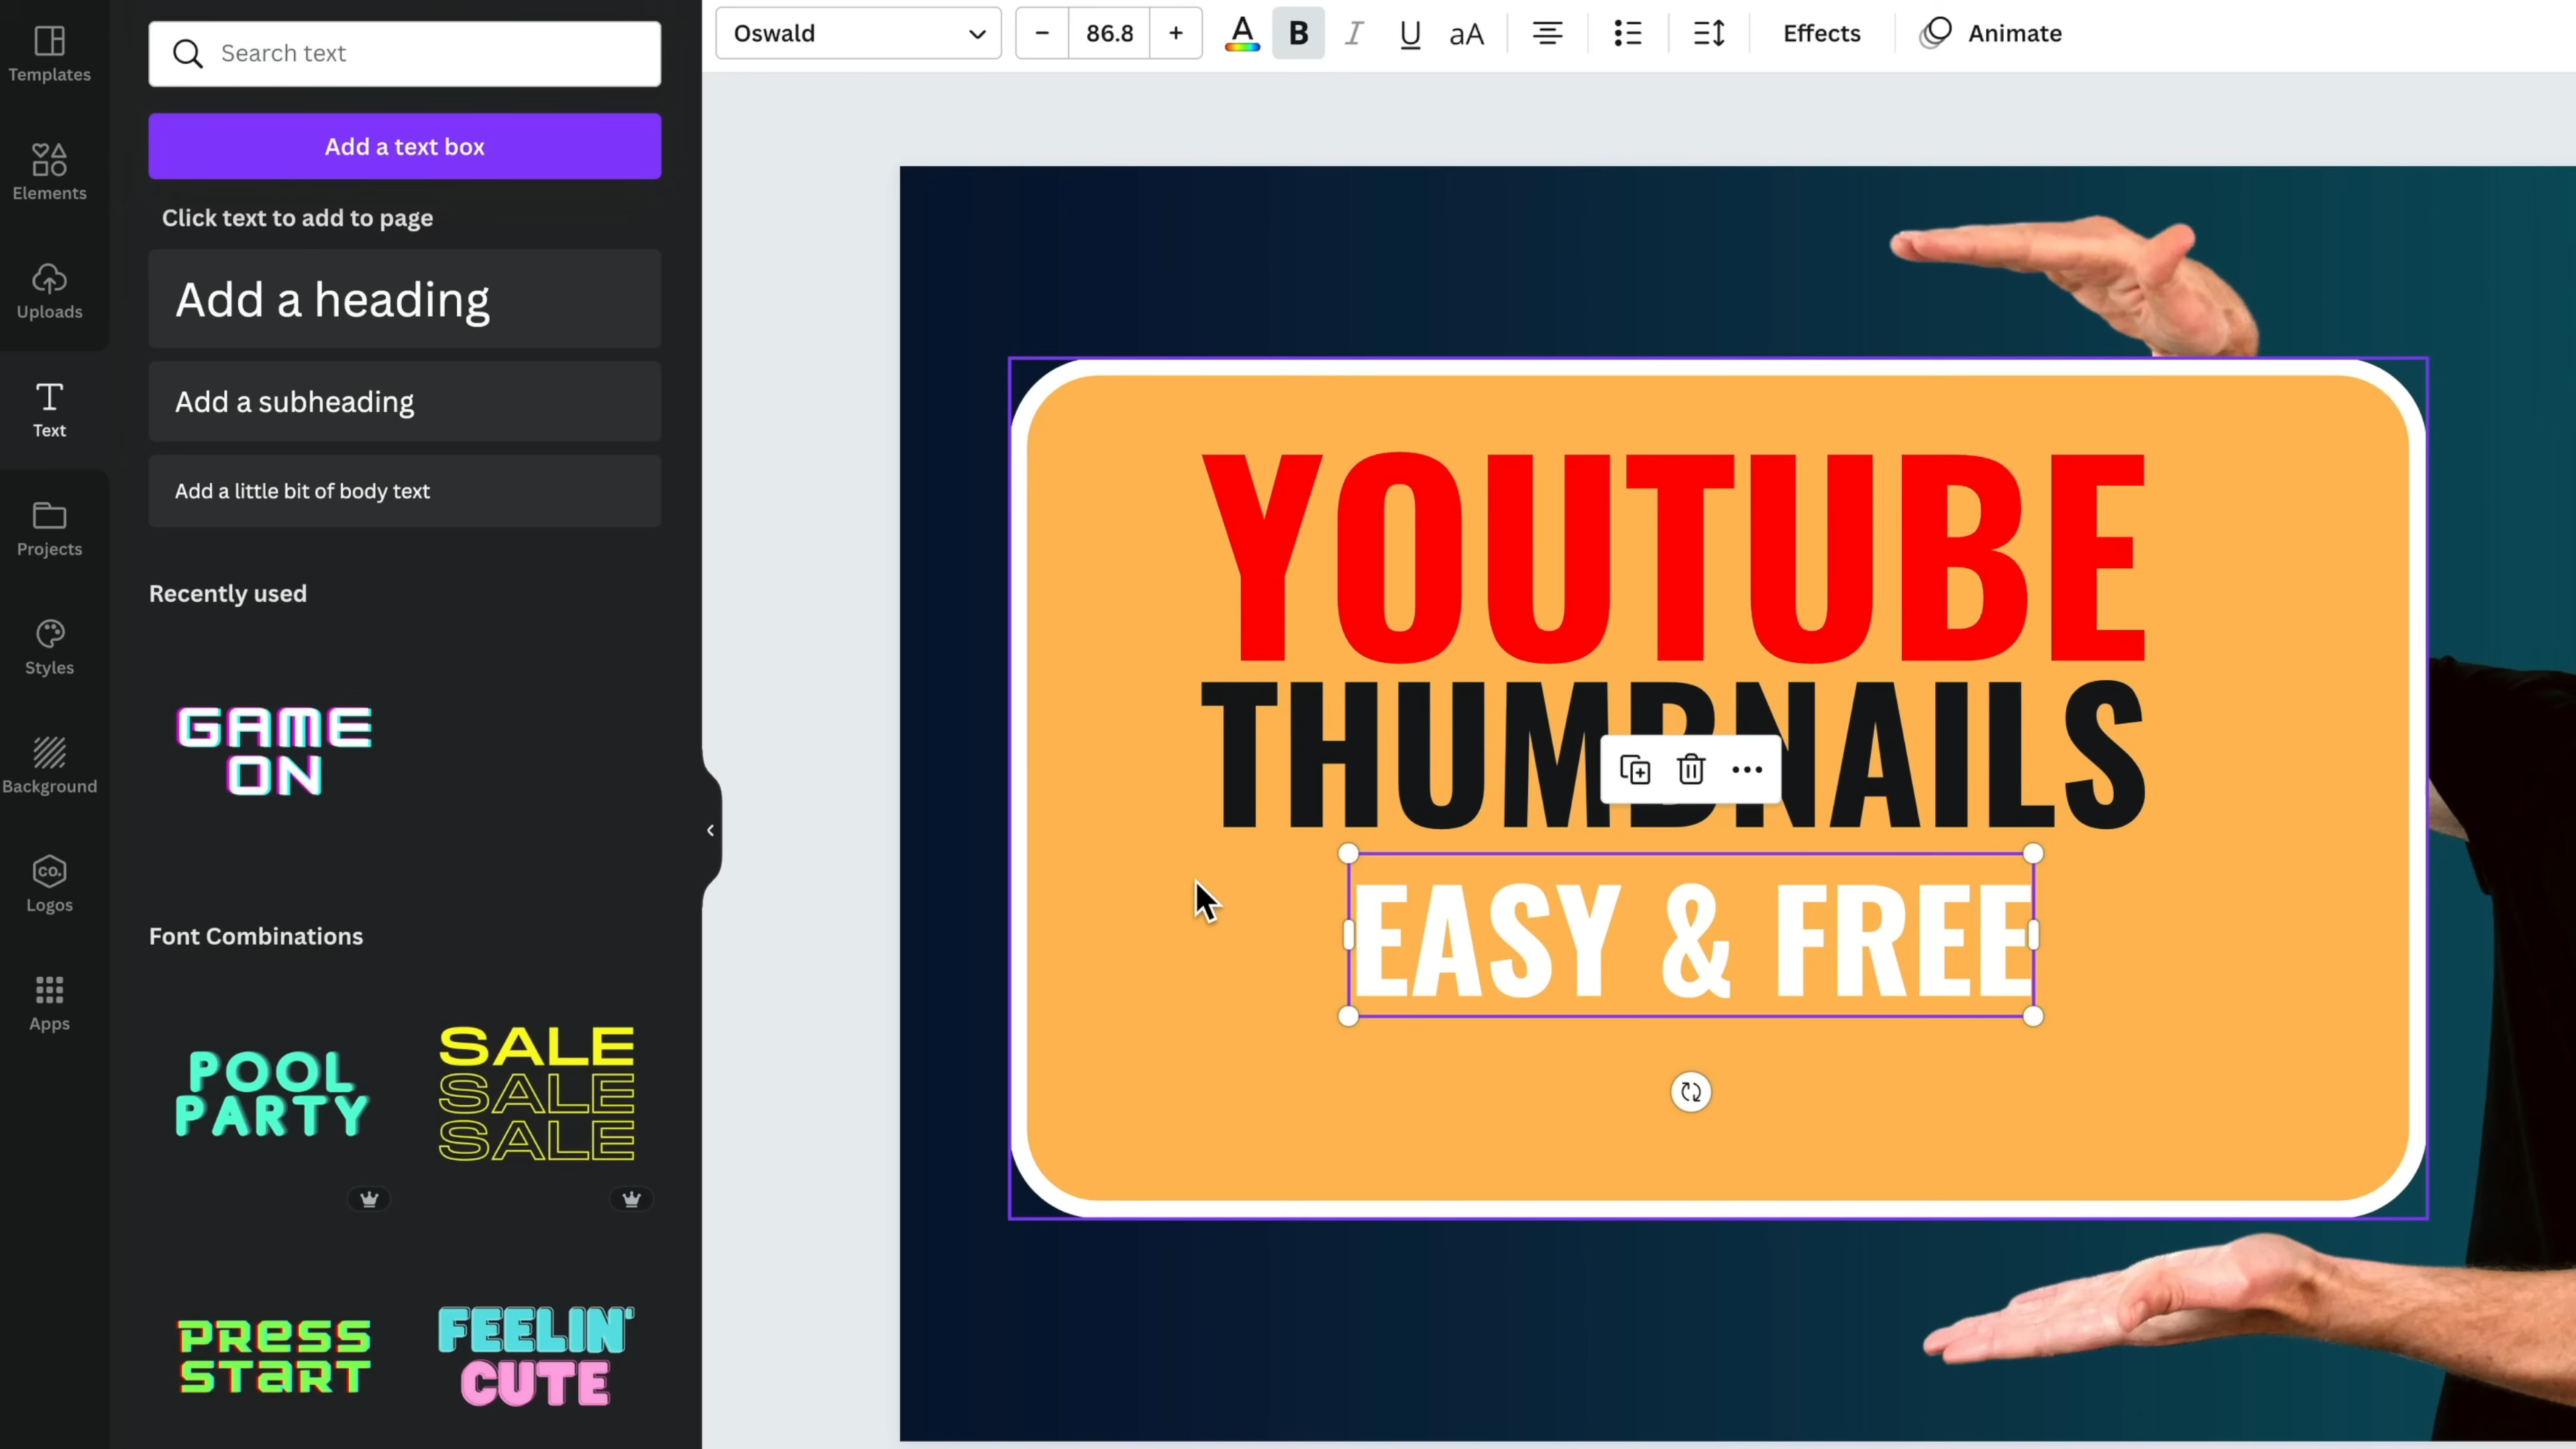 Templates
Elements
Uploads
Text
Projects
Styles
Background
CO.
Logos
Apps
Search text
Add a text box
Click text to add to page
Add a heading
Add a subheading
Add a little bit of body text
Recently used
GAME
ON
Font Combinations
POOL
PARTY
SALE
SALE
SALE
PRESS
START
FEELIN'
CUTE
Oswald
− 86.8 +
A B I U aA
Effects
Animate
YOUTUBE
THUMBNAILS
EASY & FREE